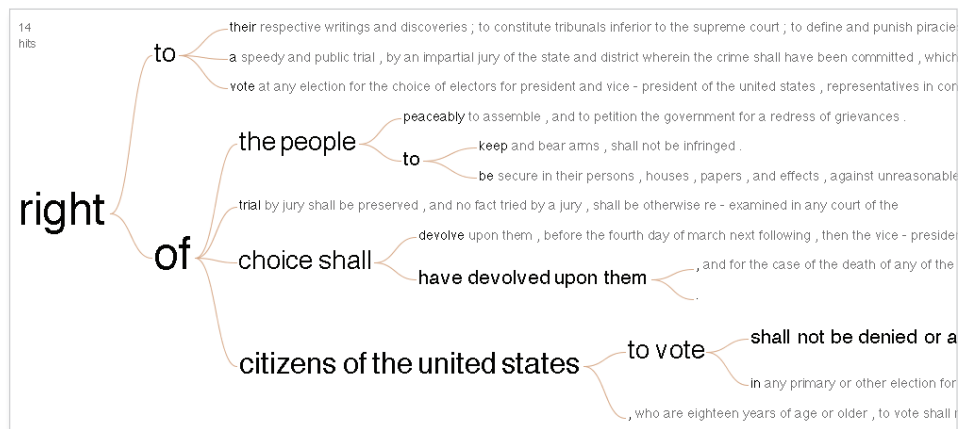 14
hits
their respective writings and discoveries ; to constitute tribunals inferior to the supreme court ; to define and punish piracie
to
a speedy and public trial , by an impartial jury of the state and district wherein the crime shall have been committed , which
vote at any election for the choice of electors for president and vice - president of the united states , representatives in con
peaceably to assemble , and to petition the government for a redress of grievances .
the people
keep and bear arms , shall not be infringed .
to
be secure in their persons , houses , papers , and effects , against unreasonable
right
trial by jury shall be preserved , and no fact tried by a jury , shall be otherwise re - examined in any court of the
of
devolve upon them , before the fourth day of march next following , then the vice - preside
choice shall
have devolved upon them
, and for the case of the death of any of the
.
shall not be denied or a
to vote
citizens of the united states
in any primary or other election for
, who are eighteen years of age or older , to vote shall